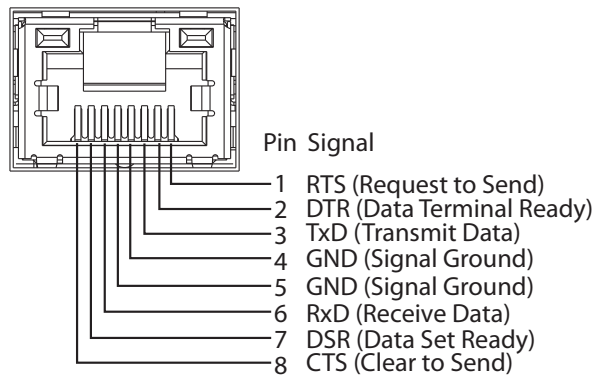 Pin Signal
1 RTS (Request to Send)
2 DTR (Data Terminal Ready)
3 TxD (Transmit Data)
4 GND (Signal Ground)
5 GND (Signal Ground)
6 RxD (Receive Data)
7 DSR (Data Set Ready)
8 CTS (Clear to Send)